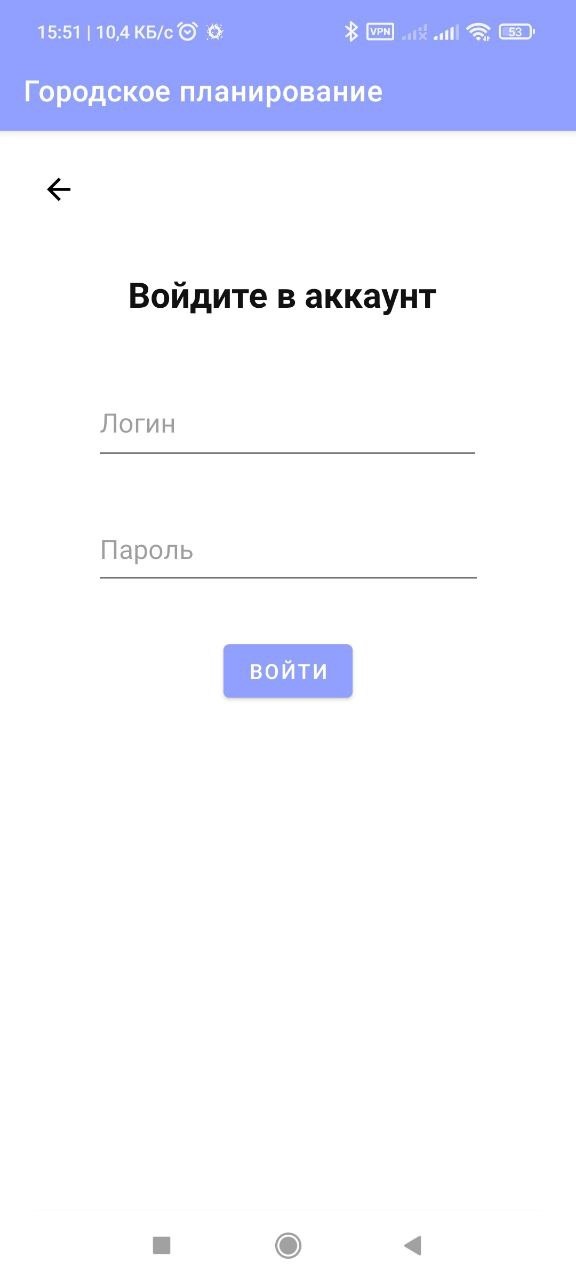 15:51 | 10,4 КБ/с VPN 53
Городское планирование
Войдите в аккаунт
Логин
Пароль
ВОЙТИ